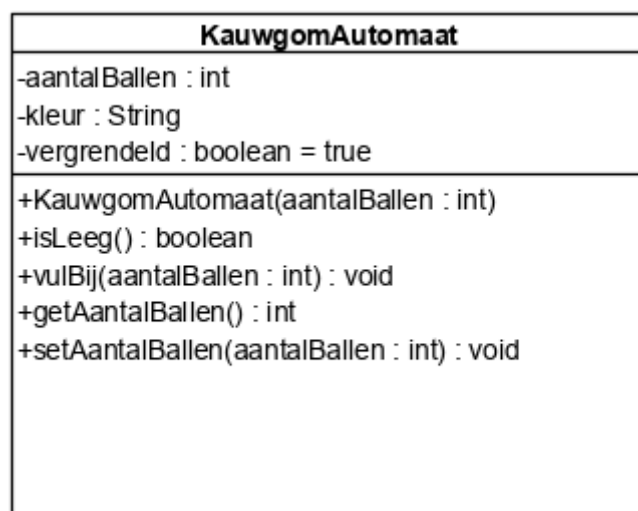 KauwgomAutomaat
-aantalBallen : int
-kleur : String
-vergrendeld : boolean = true
+KauwgomAutomaat(aantalBallen : int)
+isLeeg() : boolean
+vulBij(aantalBallen : int) : void
+getAantalBallen() : int
+setAantalBallen(aantalBallen : int) : void